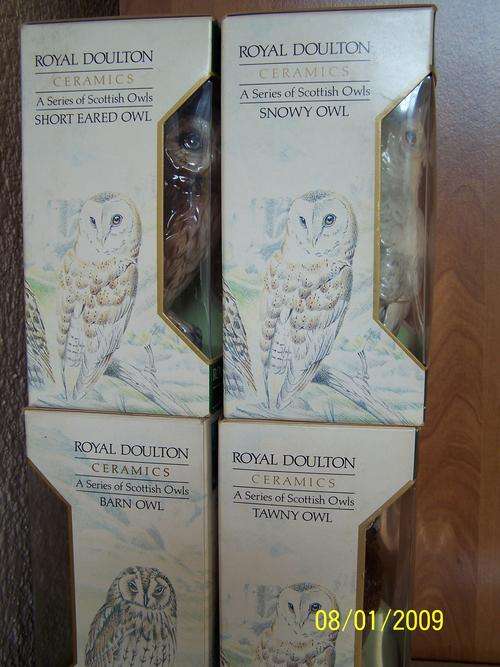 ROYAL DOULTON
CERAMICS
A Series of Scottish Owls
SHORT EARED OWL
ROYAL DOULTON
CERAMICS
A Series of Scottish Owls
SNOWY OWL
ROYAL DOULTON
CERAMICS
A Series of Scottish Owls
BARN OWL
ROYAL DOULTON
CERAMICS
A Series of Scottish Owls
TAWNY OWL
08/01/2009